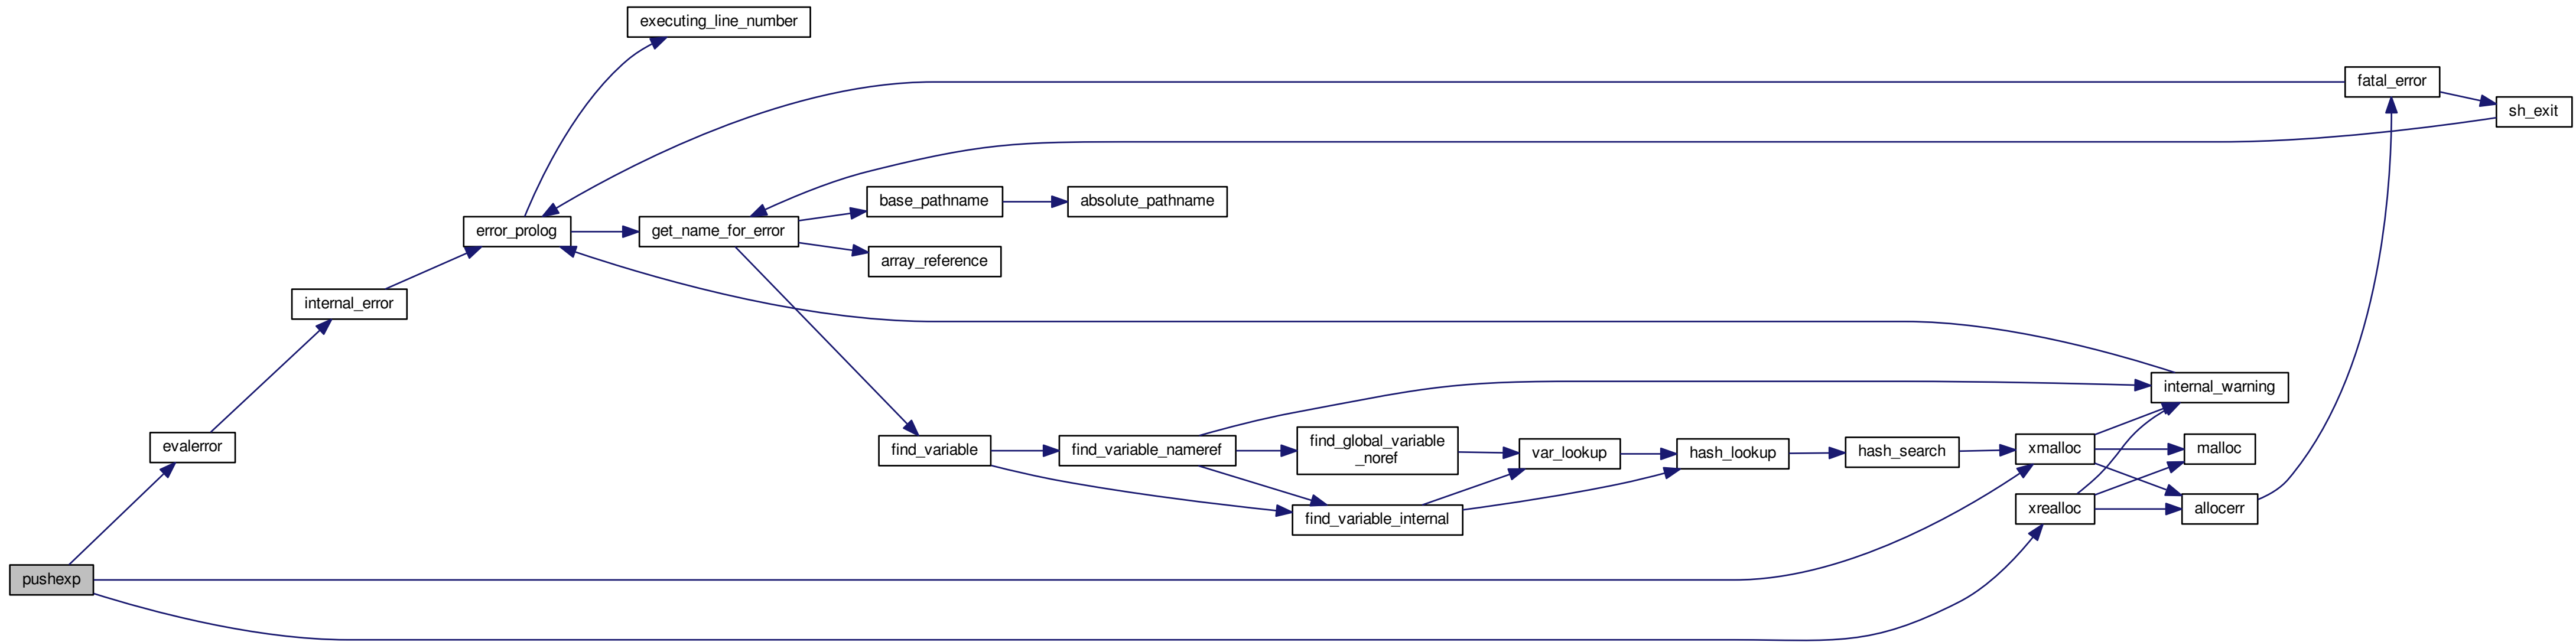 executing_line_number
fatal_error
sh_exit
base_pathname
absolute_pathname
error_prolog
get_name_for_error
array_reference
internal_error
internal_warning
evalerror
find_variable
find_variable_nameref
find_global_variable
_noref
var_lookup
hash_lookup
hash_search
xmalloc
malloc
find_variable_internal
xrealloc
allocerr
pushexp